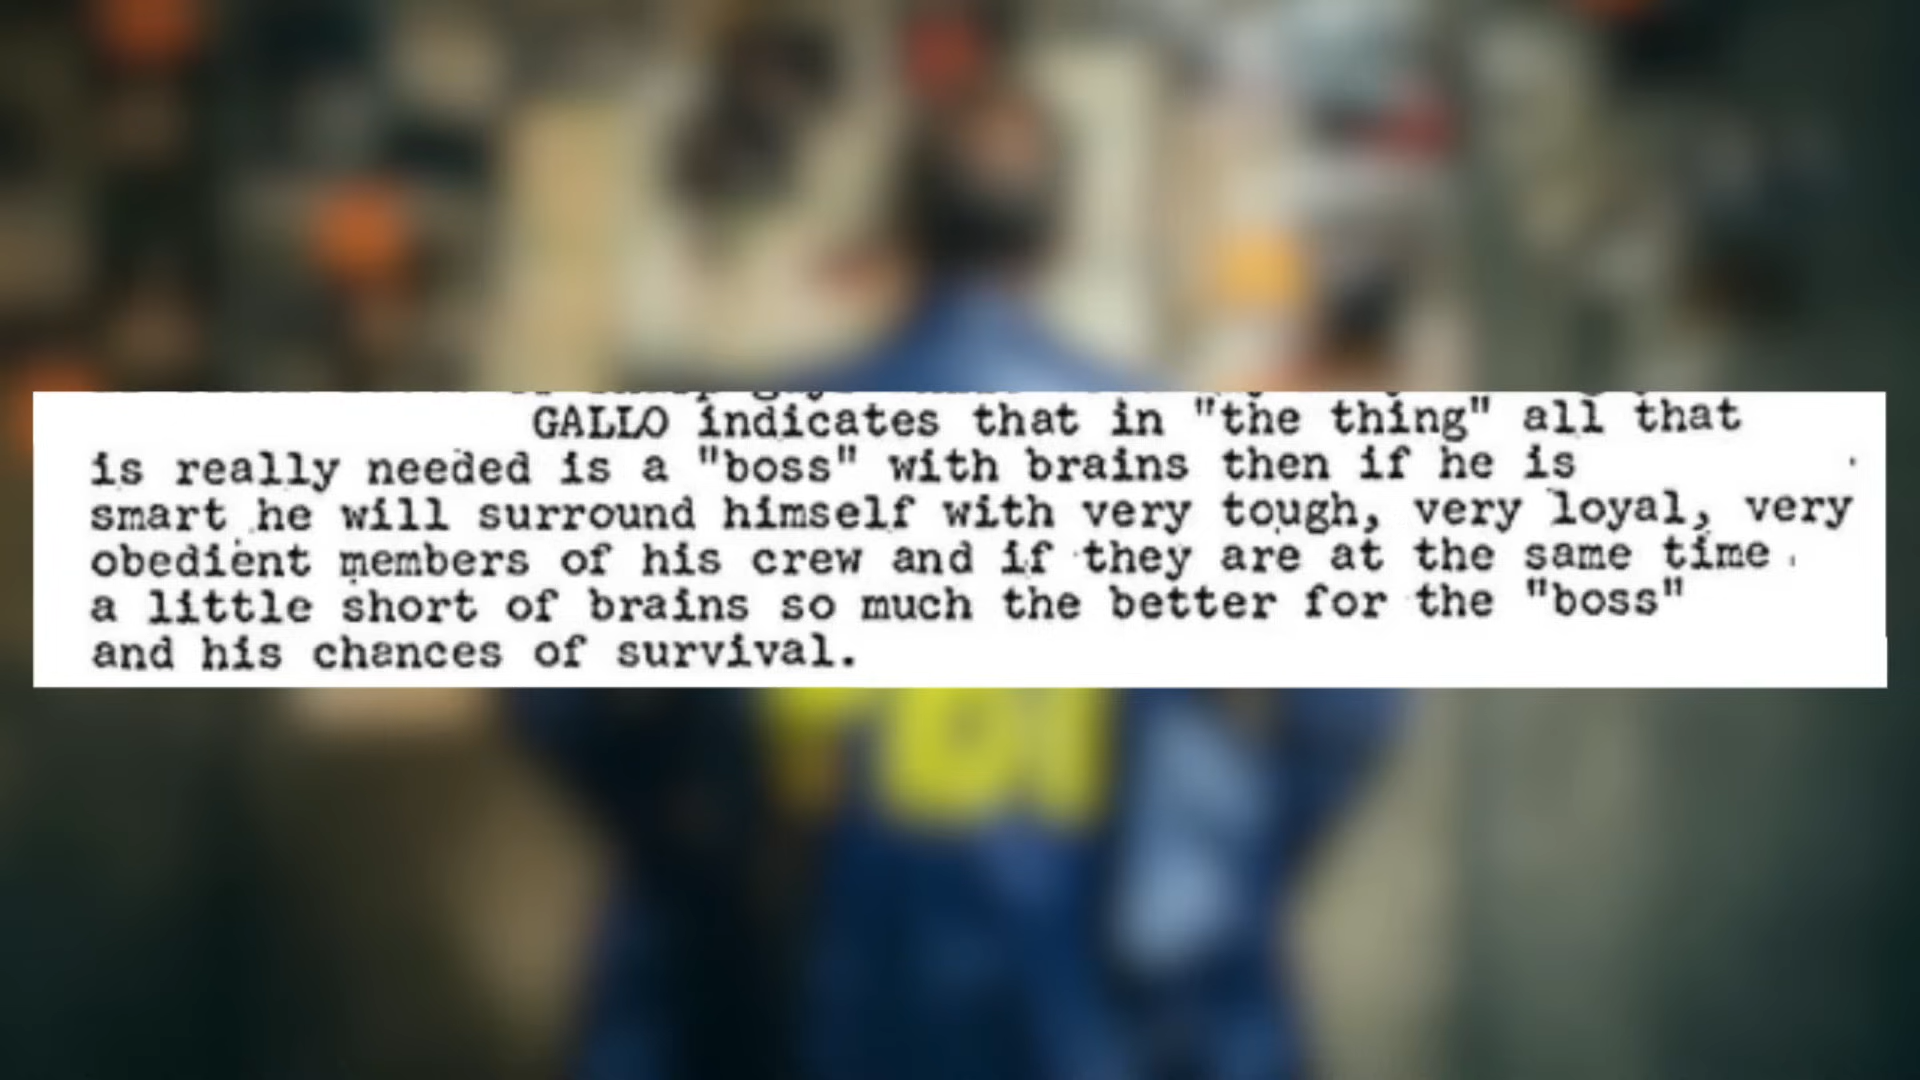 GALLO indicates that in "the thing" all that
is really needed is a "boss" with brains then if he is
smart he will surround himself with very tough, very loyal, very
obedient members of his crew and if they are at the same time
a little short of brains so much the better for the "boss"
and his chances of survival.
FBI